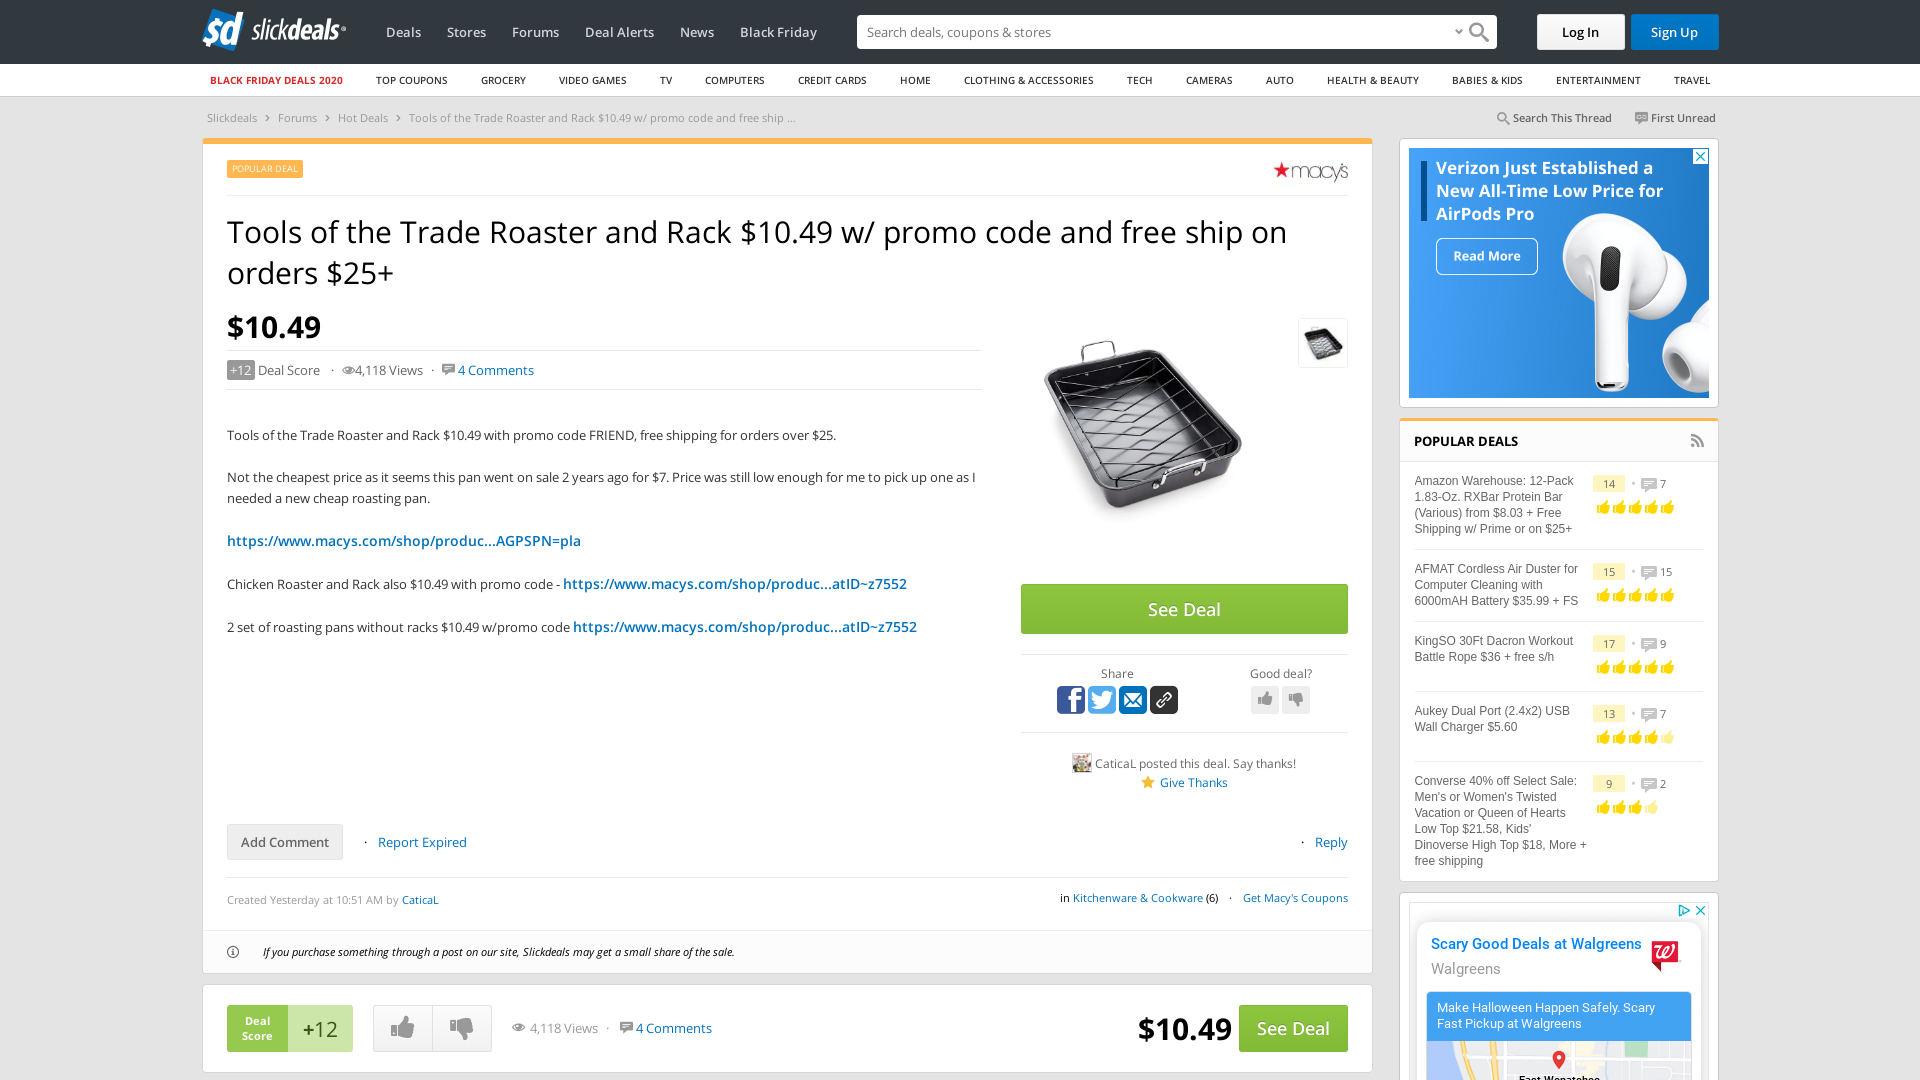 sd slickdeals
Deals Stores Forums Deal Alerts News Black Friday
Search deals, coupons & shops
Log In
Sign Up
BLACK FRIDAY DEALS 2020 TOP COUPONS GROCERY VIDEO GAMES TV COMPUTERS CREDIT CARDS HOME CLOTHING & ACCESSORIES TECH CAMERAS AUTO HEALTH & BEAUTY BABIES & KIDS ENTERTAINMENT TRAVEL
Slickdeals > Forums > Hot Deals > Tools of the Trade Roaster and Rack $10.49 w/ promo code and free ship ...
Search This Thread
First Unread
POPULAR DEAL
macy's
Tools of the Trade Roaster and Rack $10.49 w/ promo code and free ship on
orders $25+
$10.49
+12 Deal Score · 4,118 Views · 4 Comments
Tools of the Trade Roaster and Rack $10.49 with promo code FRIEND, free shipping for orders over $25.
Not the cheapest price as it seems this pan went on sale 2 years ago for $7. Price was still low enough for me to pick up one as I
needed a new cheap roasting pan.
https://www.macys.com/shop/produc...AGPSPN=pla
Chicken Roaster and Rack also $10.49 with promo code - https://www.macys.com/shop/produc...atID~z7552
2 set of roasting pans without racks $10.49 w/promo code https://www.macys.com/shop/produc...atID~z7552
See Deal
Share
Good deal?
CaticaL posted this deal. Say thanks!
Give Thanks
Add Comment · Report Expired
· Reply
Created Yesterday at 10:51 AM by CaticaL
in Kitchenware & Cookware (6) · Get Macy's Coupons
If you purchase something through a post on our site, Slickdeals may get a small share of the sale.
Deal
Score
+12
4,118 Views · 4 Comments
$10.49
See Deal
Verizon Just Established a
New All-Time Low Price for
AirPods Pro
Read More
POPULAR DEALS
Amazon Warehouse: 12-Pack
1.83-Oz. RXBar Protein Bar
(Various) from $8.03 + Free
Shipping w/ Prime or on $25+
14 · 7
AFMAT Cordless Air Duster for
Computer Cleaning with
6000mAH Battery $35.99 + FS
15 · 15
KingSO 30Ft Dacron Workout
Battle Rope $36 + free s/h
17 · 9
Aukey Dual Port (2.4x2) USB
Wall Charger $5.60
13 · 7
Converse 40% off Select Sale:
Men's or Women's Twisted
Vacation or Queen of Hearts
Low Top $21.58, Kids'
Dinoverse High Top $18, More +
free shipping
9 · 2
Scary Good Deals at Walgreens
Walgreens
Make Halloween Happen Safely. Scary
Fast Pickup at Walgreens
East Wenatchee